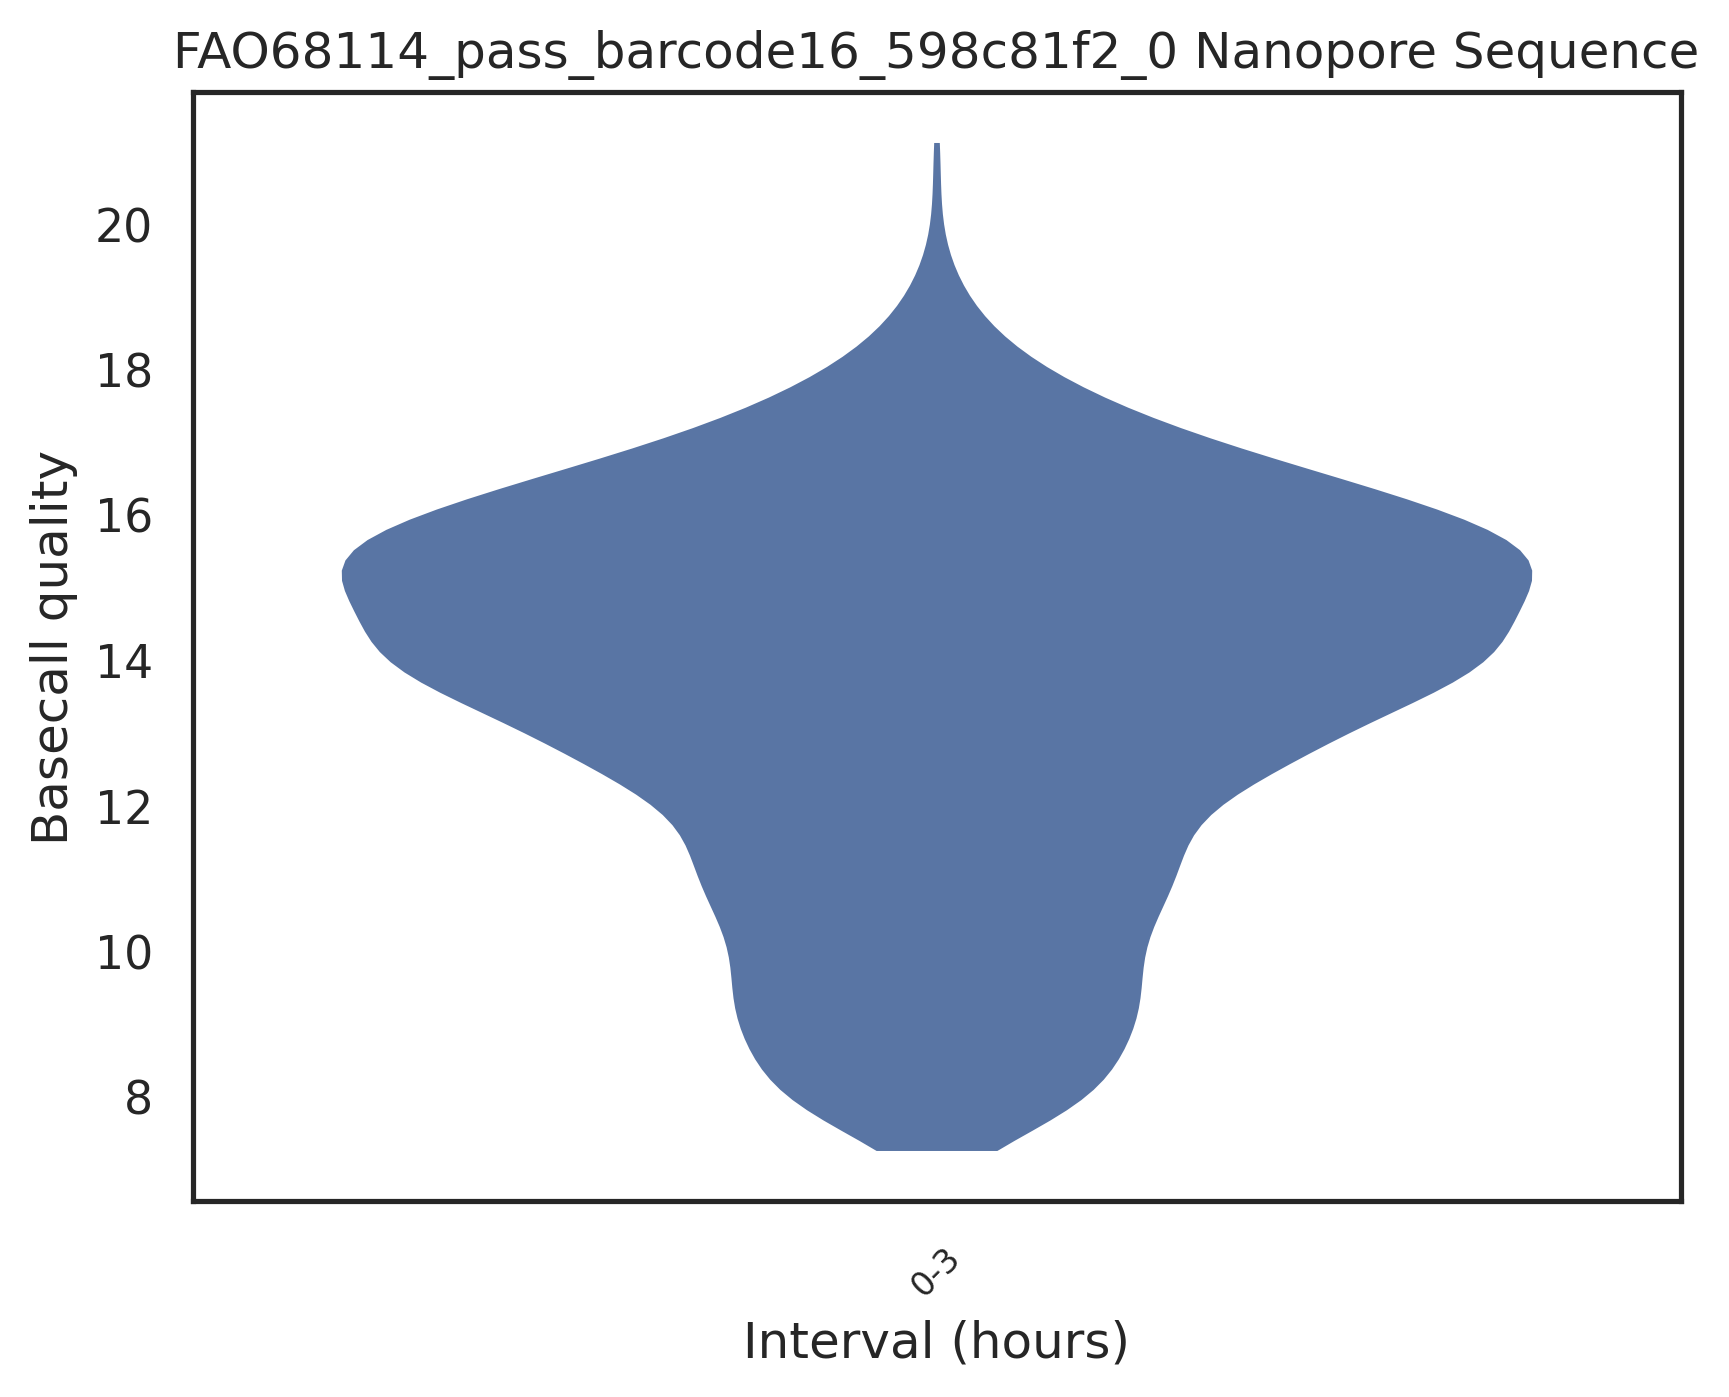 FAO68114_pass_barcode16_598c81f2_0 Nanopore Sequence
Basecall quality
20
18
16
14
12
10
8
0-3
Interval (hours)